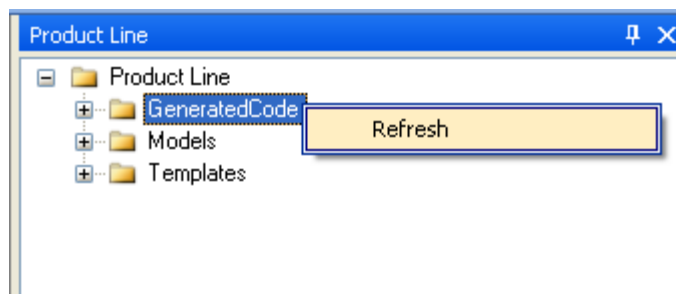 Product Line
Product Line
GeneratedCode
Refresh
Models
Templates